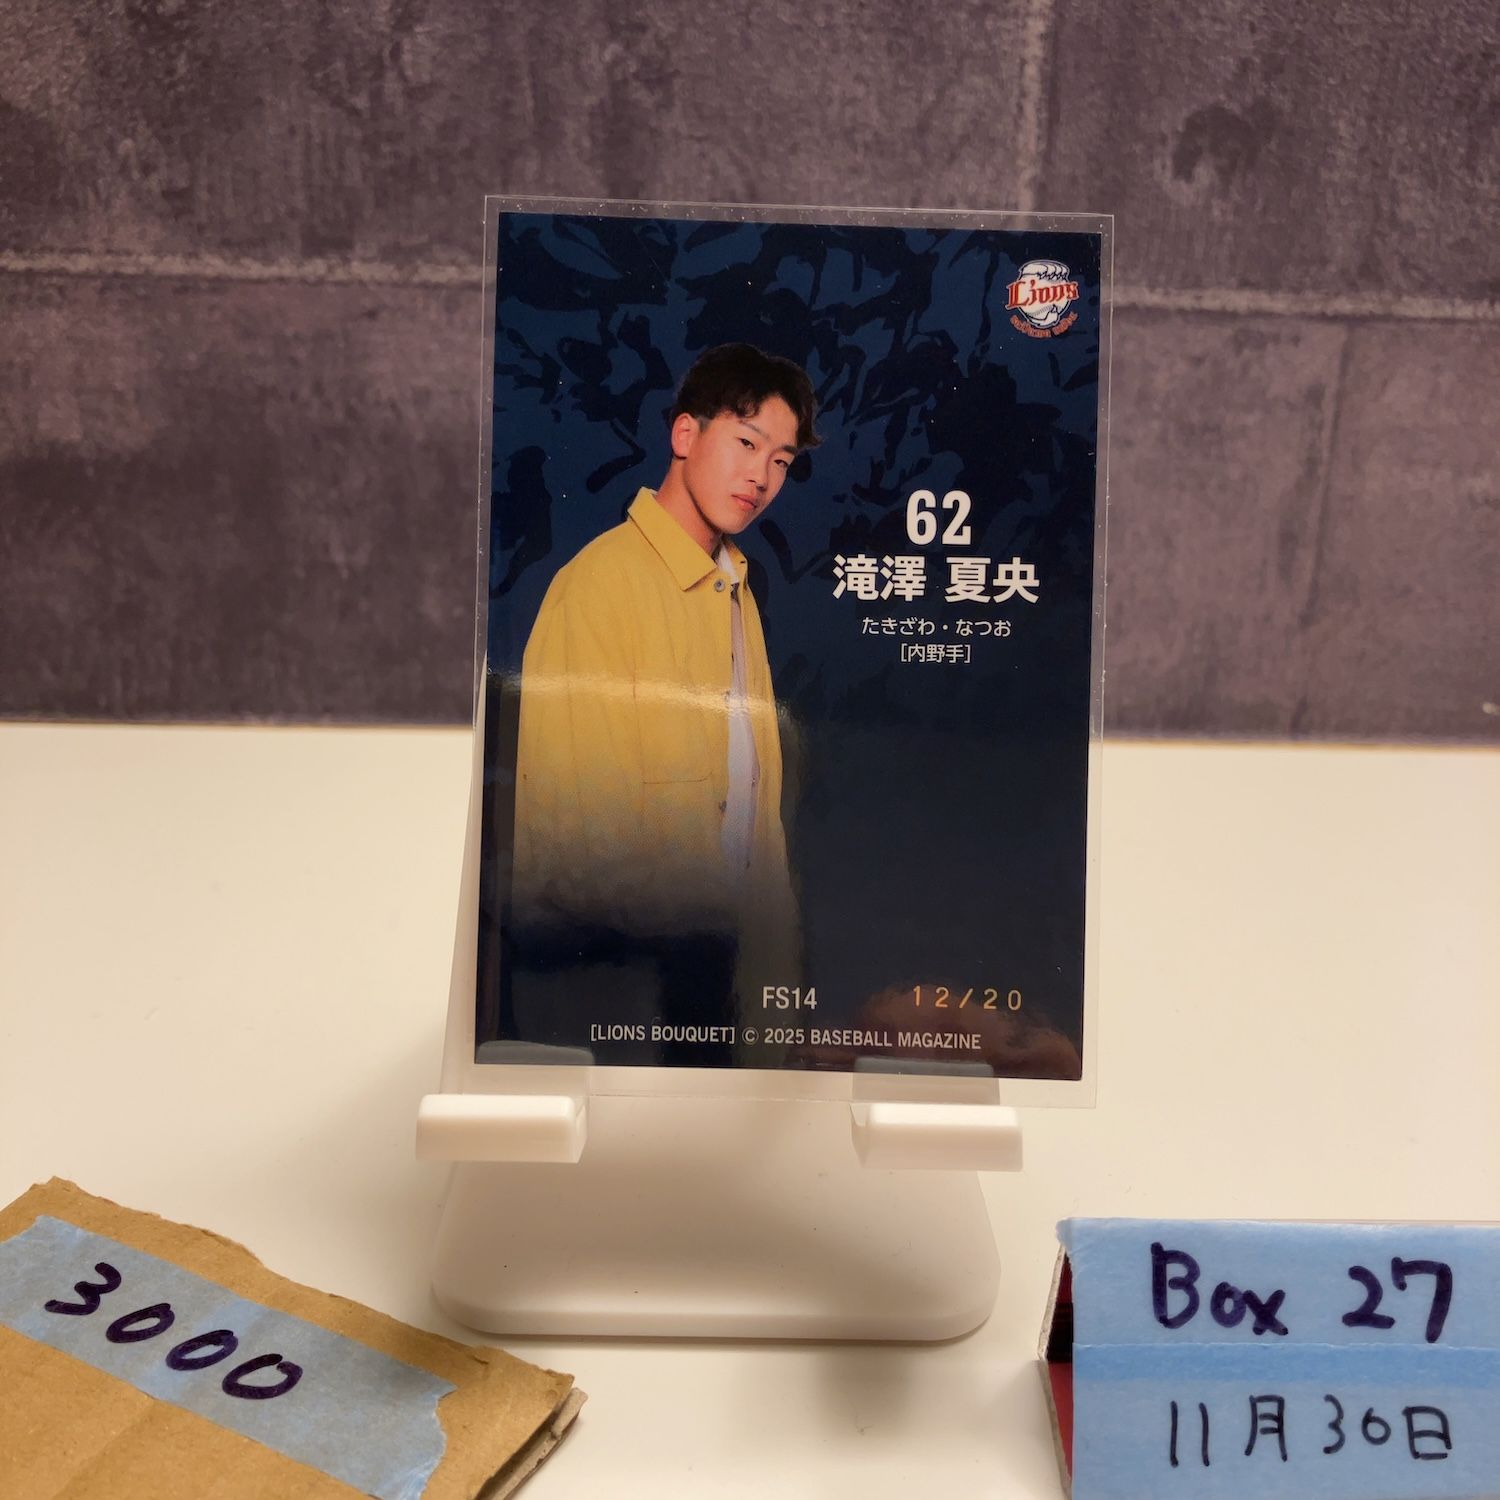 Lions
62
滝澤 夏央
たきざわ・なつお
[内野手]
FS14
12/20
[LIONS BOUQUET] © 2025 BASEBALL MAGAZINE
3000
Box 27
11月30日